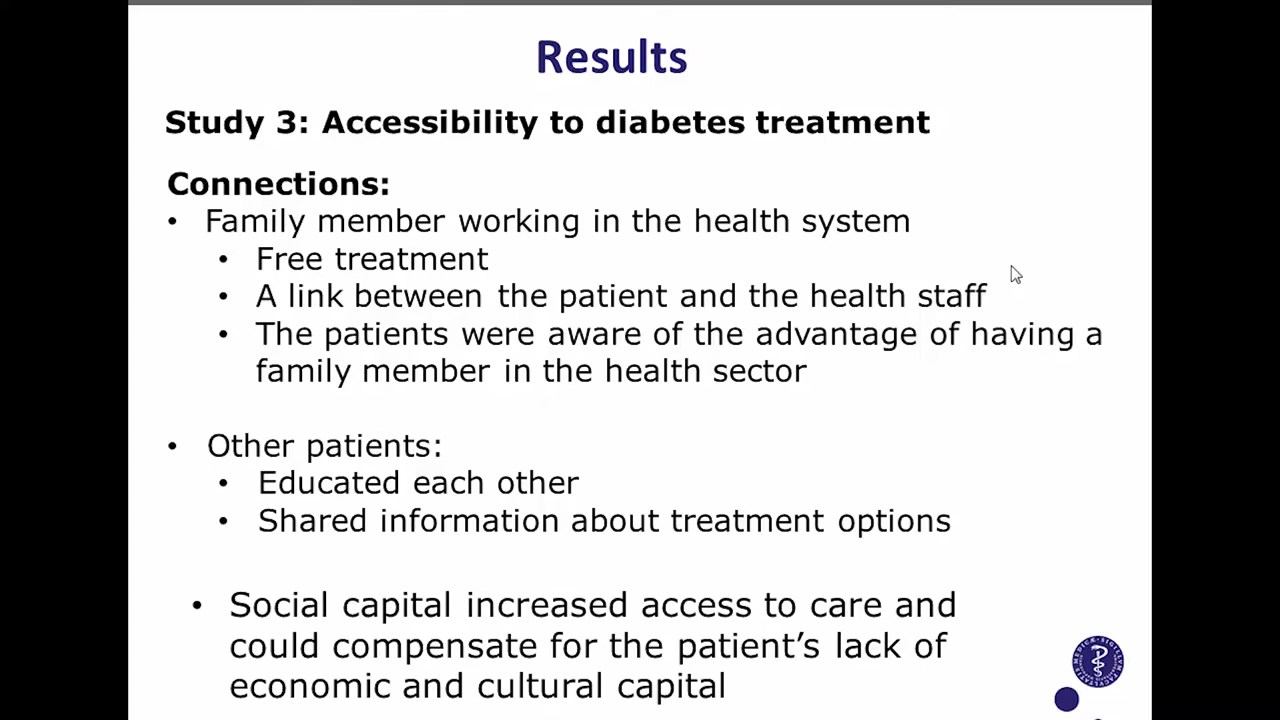 Results
Study 3: Accessibility to diabetes treatment
Connections:
• Family member working in the health system
• Free treatment
• A link between the patient and the health staff
• The patients were aware of the advantage of having a
family member in the health sector
• Other patients:
• Educated each other
• Shared information about treatment options
• Social capital increased access to care and
could compensate for the patient’s lack of
economic and cultural capital